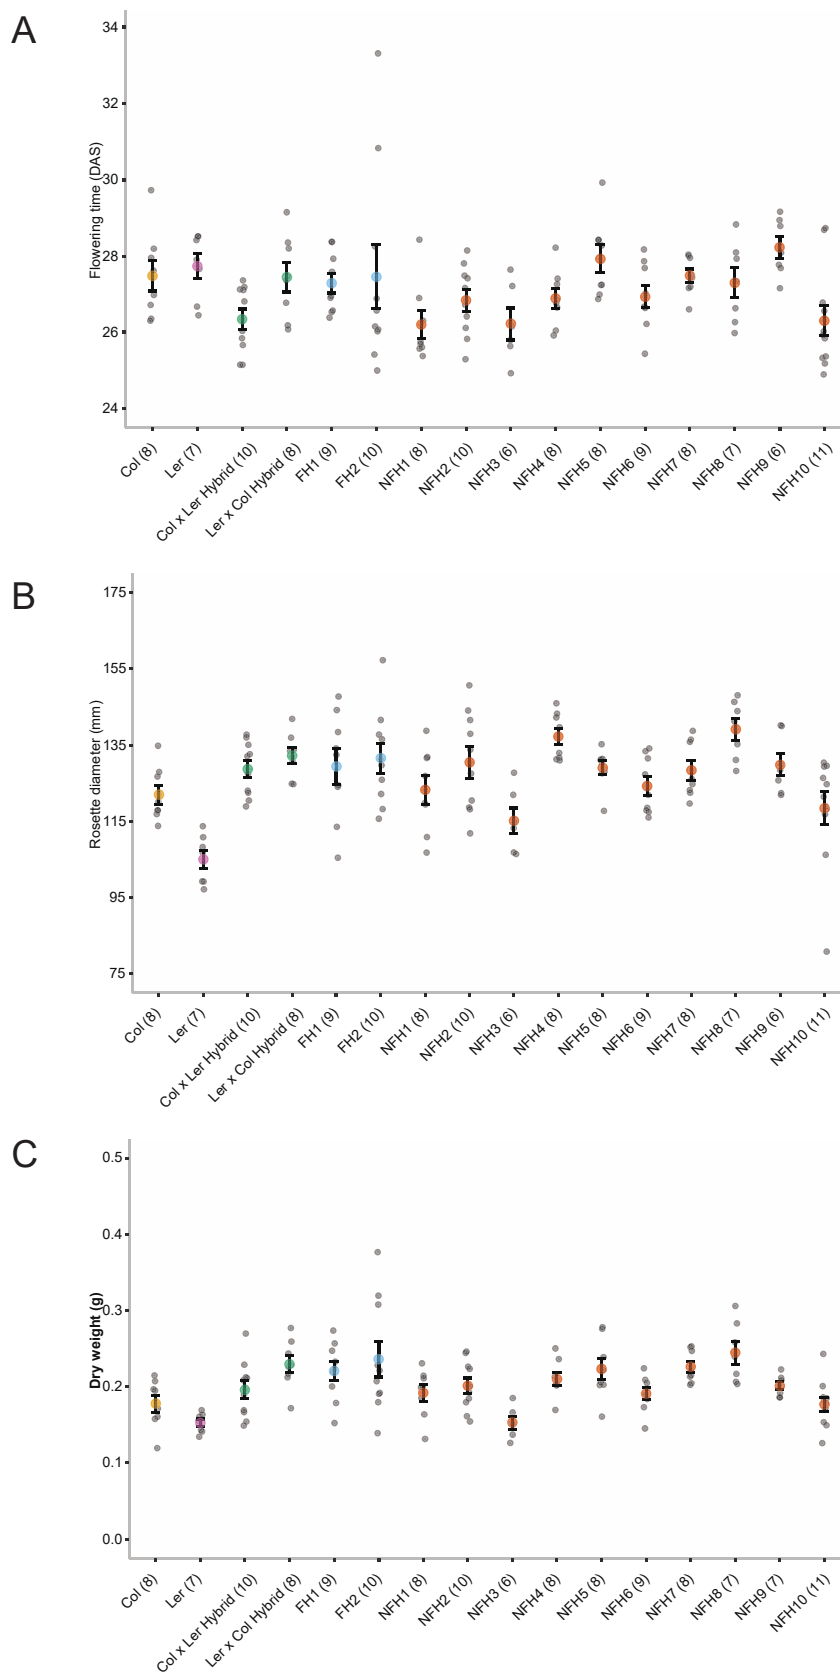 A
34
32
30
28
26
24
Flowering time (DAS)
Col (8)
Ler (7)
Col x Ler Hybrid (10)
Ler x Col Hybrid (8)
FH1 (9)
FH2 (10)
NFH1 (8)
NFH2 (10)
NFH3 (6)
NFH4 (8)
NFH5 (8)
NFH6 (9)
NFH7 (8)
NFH8 (7)
NFH9 (6)
NFH10 (11)
B
175
155
135
115
95
75
Rosette diameter (mm)
Col (8)
Ler (7)
Col x Ler Hybrid (10)
Ler x Col Hybrid (8)
FH1 (9)
FH2 (10)
NFH1 (8)
NFH2 (10)
NFH3 (6)
NFH4 (8)
NFH5 (8)
NFH6 (9)
NFH7 (8)
NFH8 (7)
NFH9 (6)
NFH10 (11)
C
0.5
0.4
0.3
0.2
0.1
0.0
Dry weight (g)
Col (8)
Ler (7)
Col x Ler Hybrid (10)
Ler x Col Hybrid (8)
FH1 (9)
FH2 (10)
NFH1 (8)
NFH2 (10)
NFH3 (6)
NFH4 (8)
NFH5 (8)
NFH6 (9)
NFH7 (8)
NFH8 (7)
NFH9 (7)
NFH10 (11)